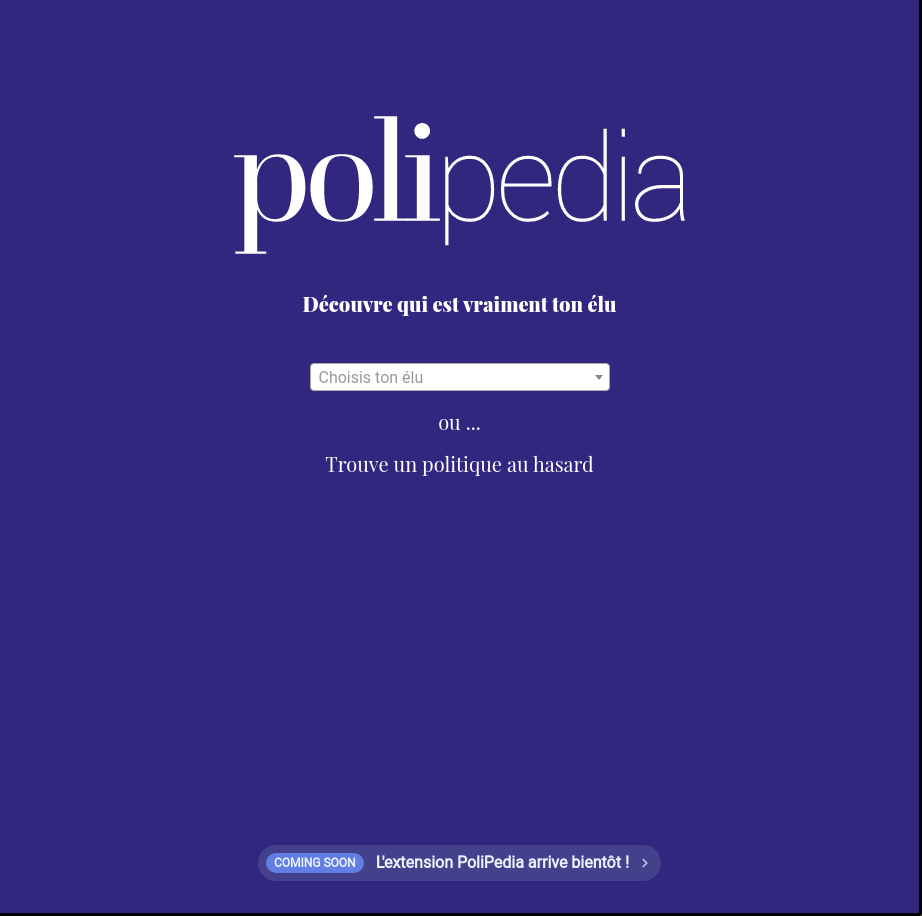 polipedia
Découvre qui est vraiment ton élu
Choisis ton élu
ou ...
Trouve un politique au hasard
COMING SOON L'extension PoliPedia arrive bientôt !